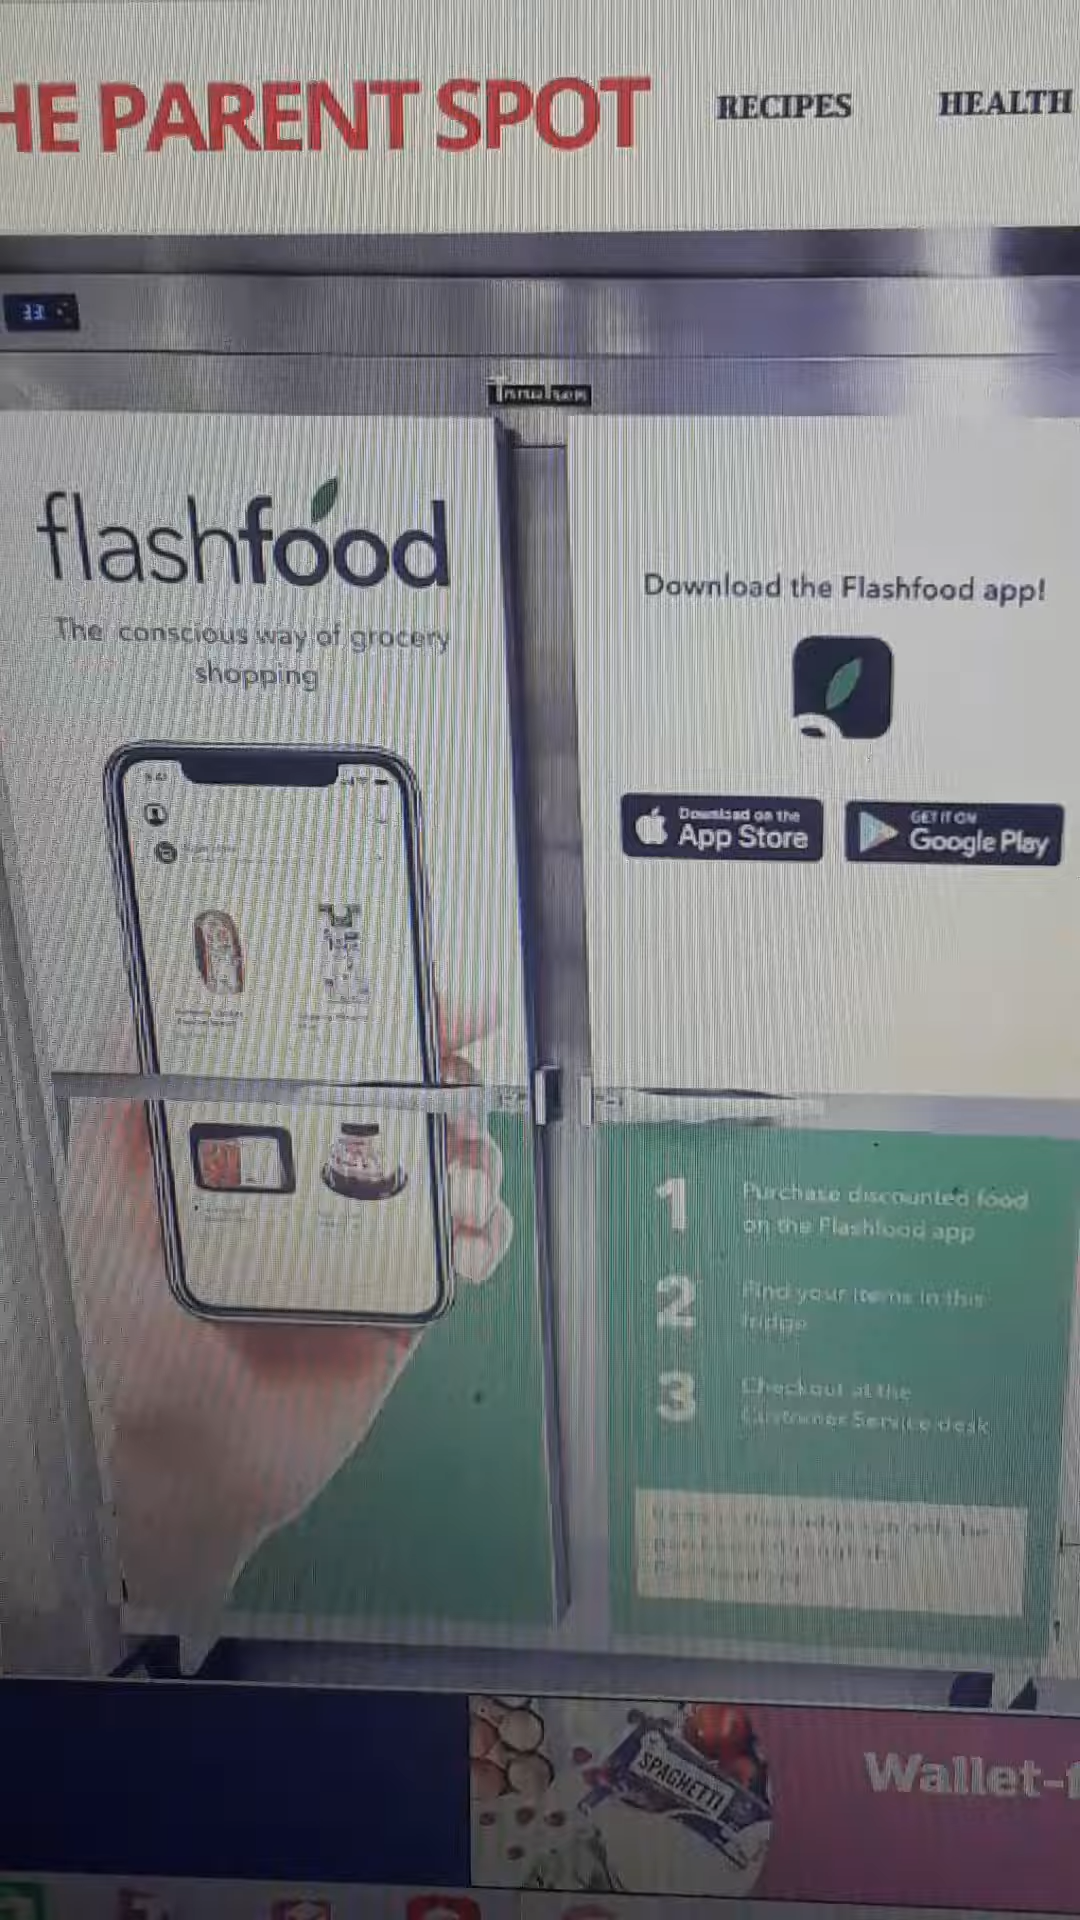 HE PARENT SPOT
RECIPES
HEALTH
33
Traulsen
flashfood
The conscious way of grocery
shopping
Download the Flashfood app!
Download on the
App Store
GET IT ON
Google Play
1 Purchase discounted food
on the Flashfood app
2 Find your items in this
fridge
3 Checkout at the
Customer Service desk
SPAGHETTI
Wallet-f